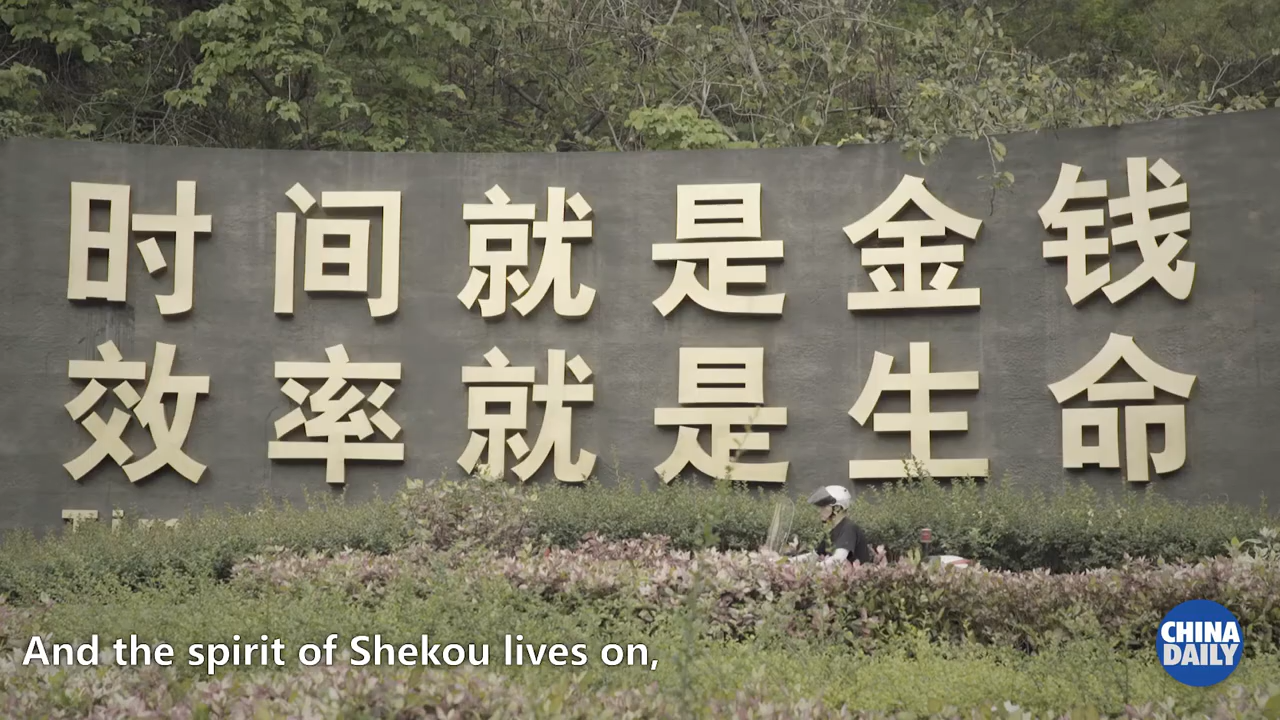 时间就是金钱
效率就是生命
And the spirit of Shekou lives on,
CHINA
DAILY